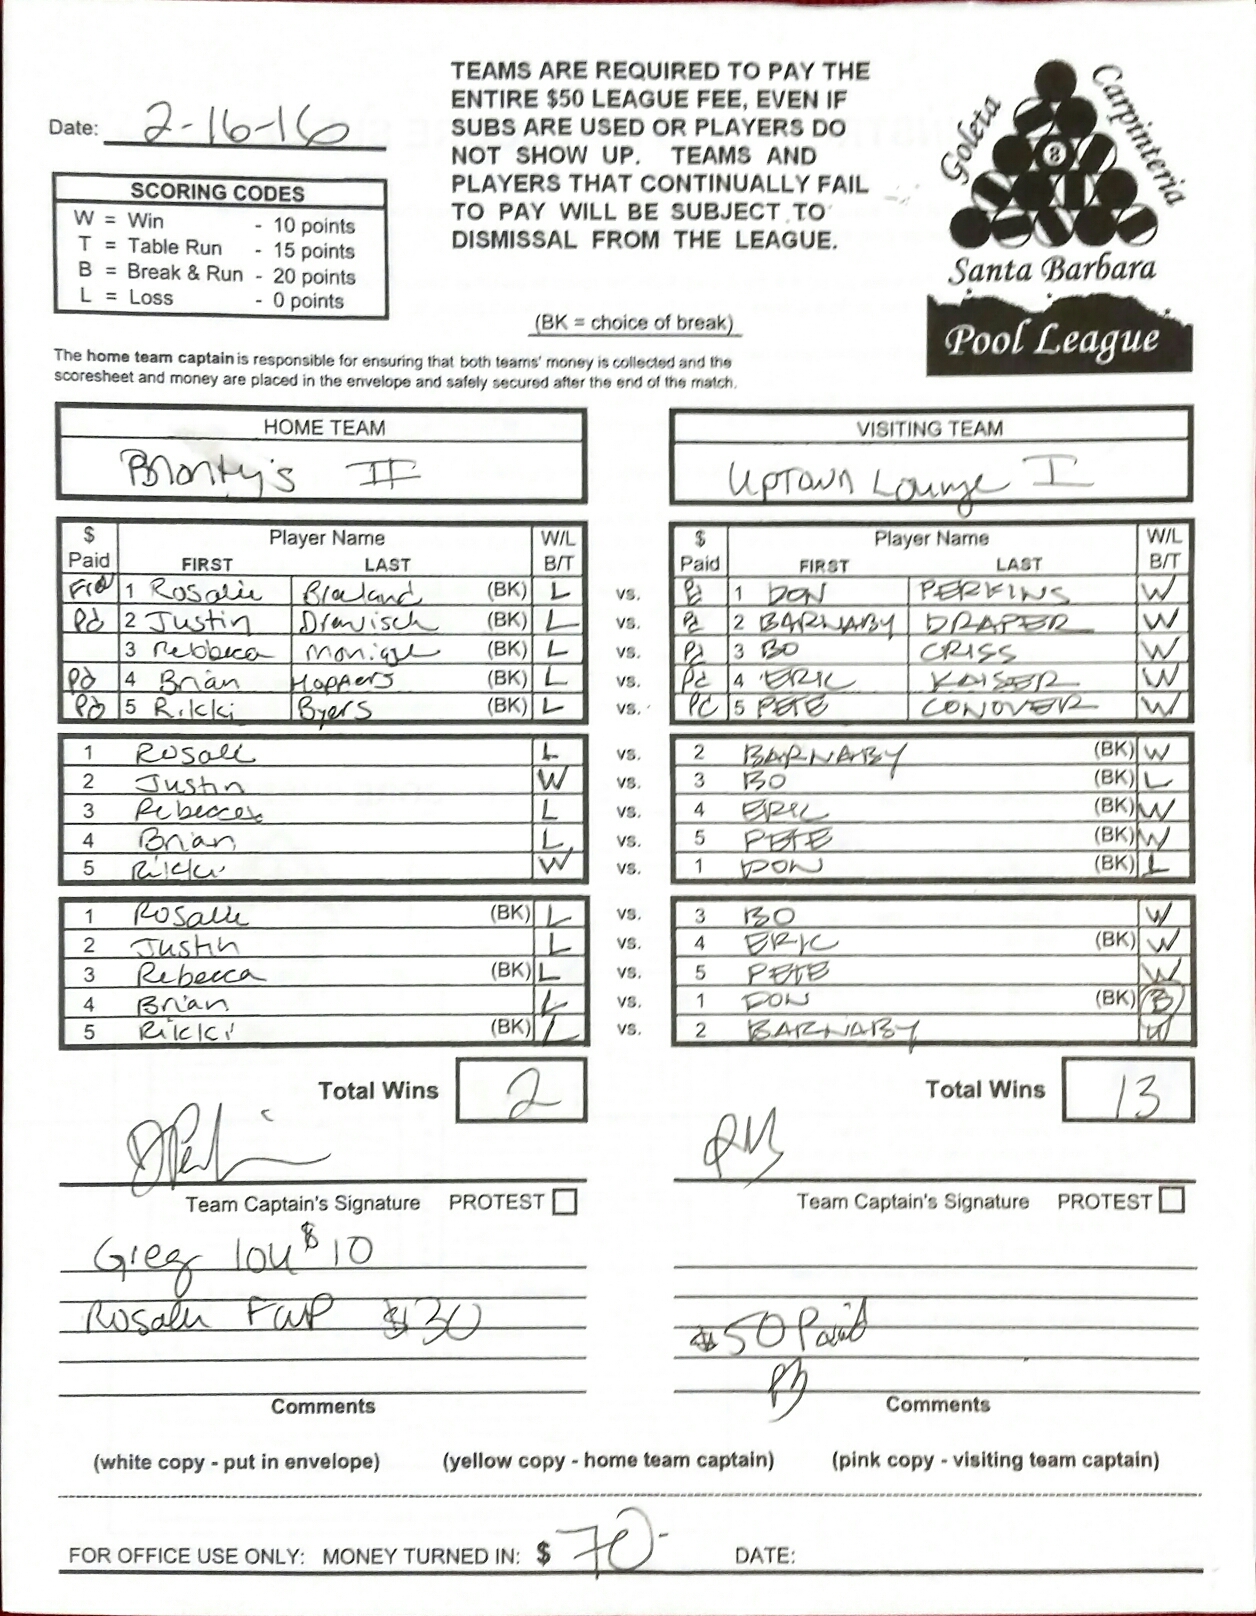 Date: 2-16-16
SCORING CODES
W = Win - 10 points
T = Table Run - 15 points
B = Break & Run - 20 points
L = Loss - 0 points
TEAMS ARE REQUIRED TO PAY THE
ENTIRE $50 LEAGUE FEE, EVEN IF
SUBS ARE USED OR PLAYERS DO
NOT SHOW UP. TEAMS AND
PLAYERS THAT CONTINUALLY FAIL
TO PAY WILL BE SUBJECT TO
DISMISSAL FROM THE LEAGUE.
(BK = choice of break)
Goleta
Carpinteria
8
Santa Barbara
Pool League
The home team captain is responsible for ensuring that both teams' money is collected and the
scoresheet and money are placed in the envelope and safely secured after the end of the match.
HOME TEAM VISITING TEAM
II Uptown Lounge I
$ Paid Player Name FIRST LAST W/L B/T $ Paid Player Name FIRST LAST W/L B/T
1 Rosalie (BK) L vs. Pd 1 DON PERKINS W
Pd 2 Justin (BK) L vs. Pd 2 BARNABY DRAPER W
3 Rebbeca Monique (BK) L vs. Pd 3 BO CRISS W
Pd 4 Brian Hoppers (BK) L vs. Pd 4 ERIC KAISER W
Pd 5 Rikki Byers (BK) L vs. Pd 5 PETE CONOVER W
1 Rosalie L vs. 2 BARNABY (BK) W
2 Justin W vs. 3 BO (BK) L
3 Rebecca L vs. 4 ERIC (BK) W
4 Brian L vs. 5 PETE (BK) W
5 Rikki W vs. 1 DON (BK) L
1 Rosalie (BK) L vs. 3 BO W
2 Justin L vs. 4 ERIC (BK) W
3 Rebecca (BK) L vs. 5 PETE W
4 Brian L vs. 1 DON (BK) B
5 Rikki (BK) L vs. 2 BARNABY W
Total Wins 2 Total Wins 13
Team Captain's Signature PROTEST Team Captain's Signature PROTEST
Greg IOU $10
Rosalie $30
$50 Paid
Comments Comments
(white copy - put in envelope) (yellow copy - home team captain) (pink copy - visiting team captain)
FOR OFFICE USE ONLY: MONEY TURNED IN: $ 70- DATE: